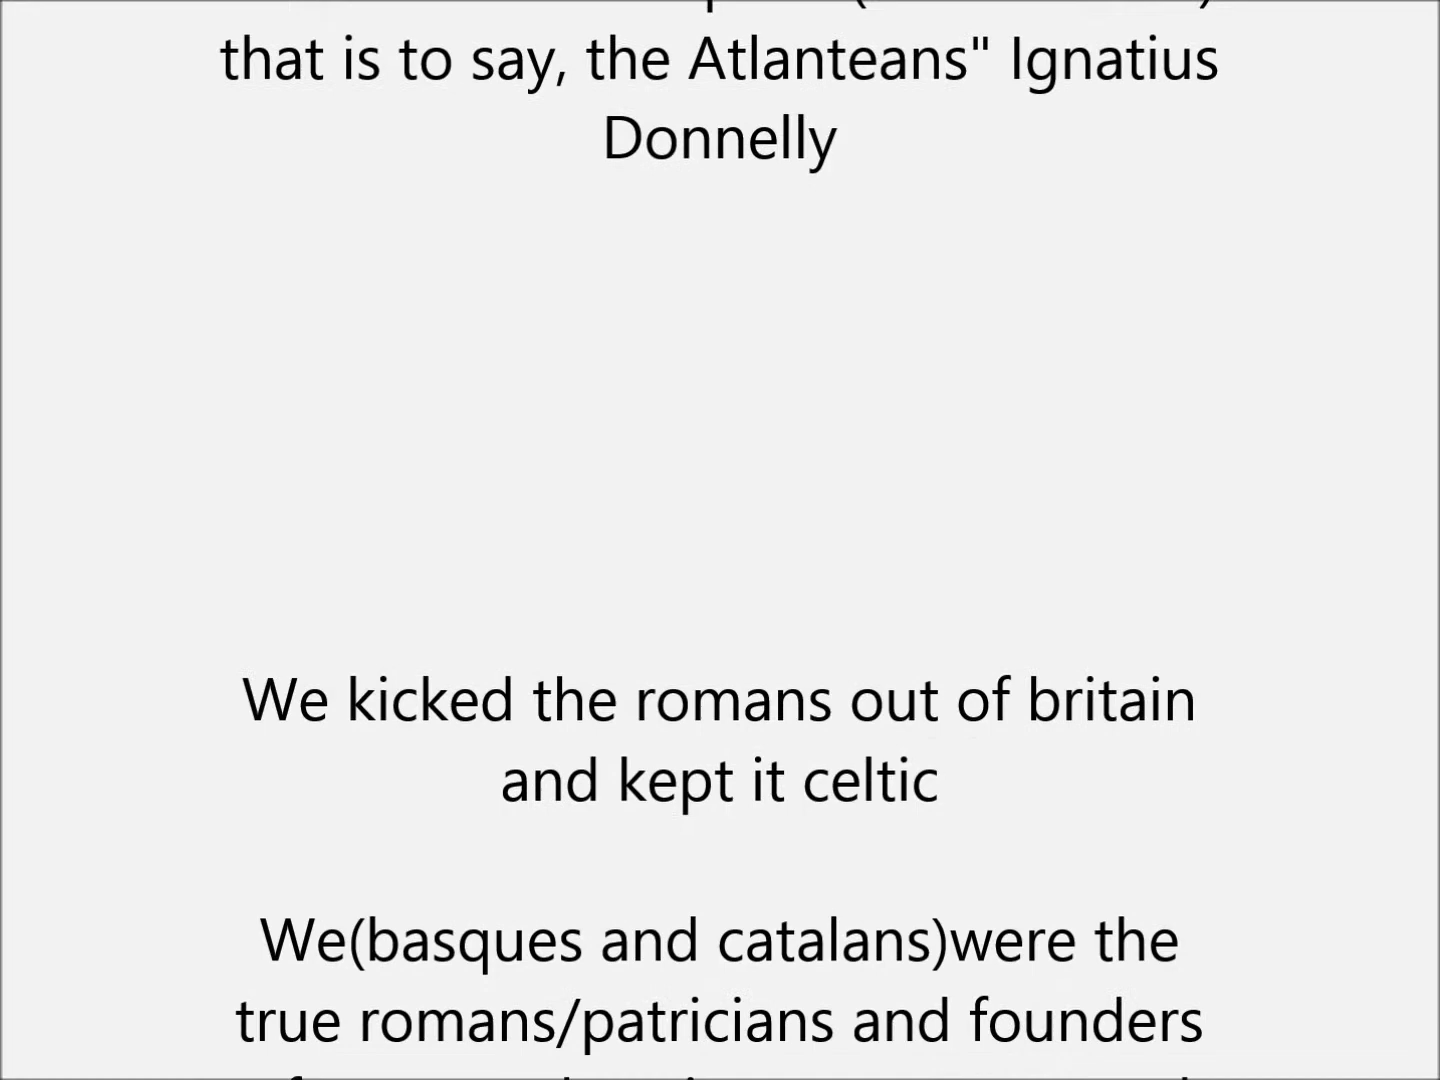 that is to say, the Atlanteans" Ignatius
Donnelly
We kicked the romans out of britain
and kept it celtic
We(basques and catalans)were the
true romans/patricians and founders